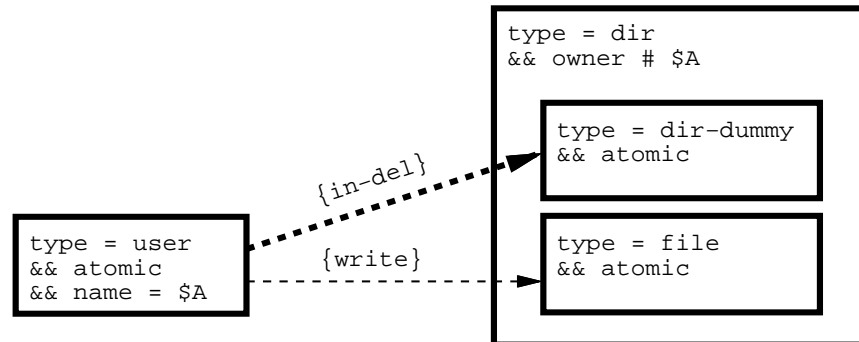 type = dir
&& owner # $A
type = dir-dummy
&& atomic
{in-del}
type = user
&& atomic
&& name = $A
{write}
type = file
&& atomic